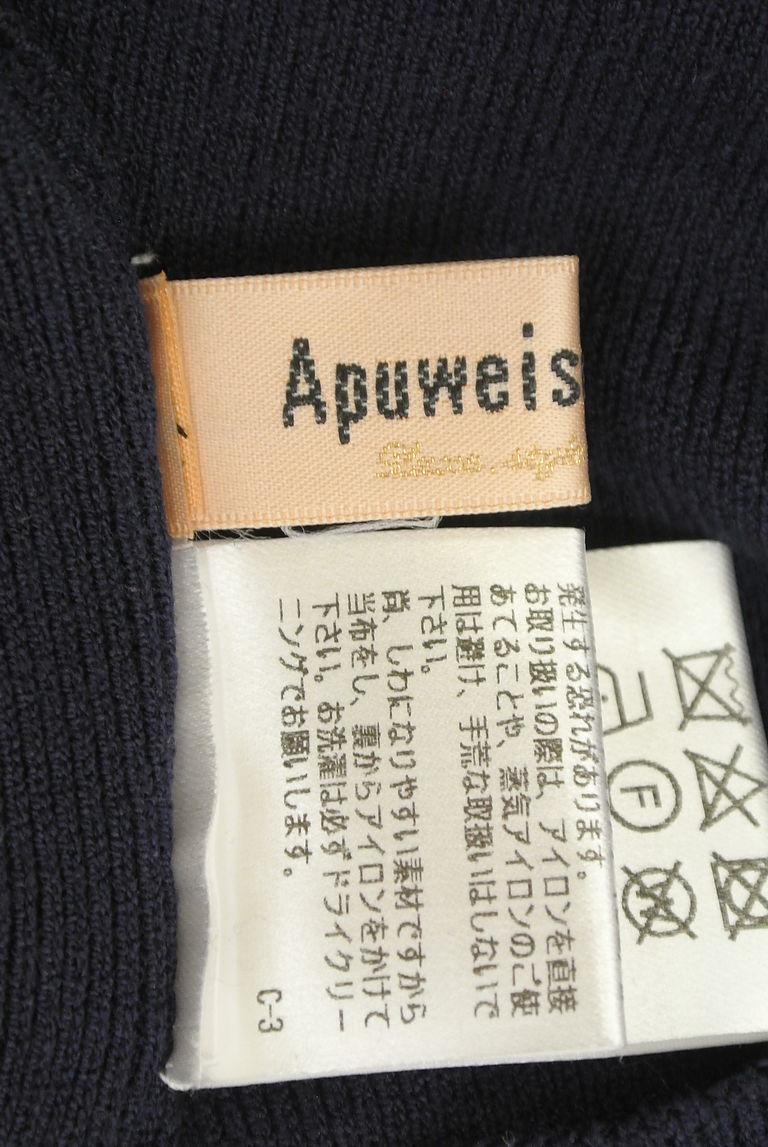 Apuweis
発生する恐れがあります。
お取り扱いの際は、アイロンを直接
あてることや、蒸気アイロンのご使
用は避け、手荒な取扱いはしないで
下さい。
尚、しわになりやすい素材ですから
当布をし、裏からアイロンをかけて
下さい。お洗濯は必ずドライクリー
ニングでお願いします。
C-3
F
W